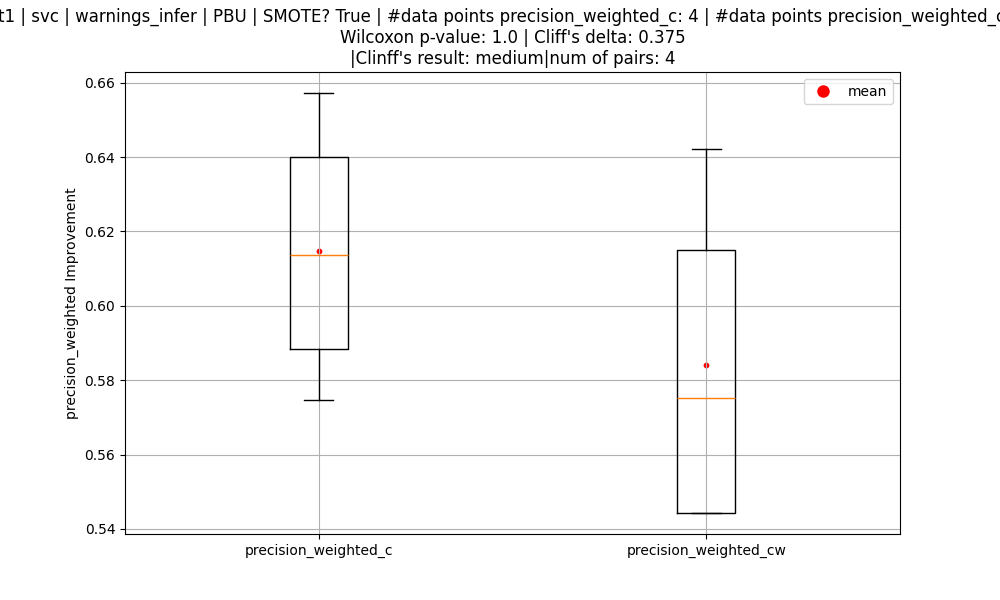 t1 | svc | warnings_infer | PBU | SMOTE? True | #data points precision_weighted_c: 4 | #data points precision_weighted_c
Wilcoxon p-value: 1.0 | Cliff's delta: 0.375
|Clinff's result: medium|num of pairs: 4
mean
0.66
0.64
0.62
0.60
0.58
0.56
0.54
precision_weighted Improvement
precision_weighted_c
precision_weighted_cw